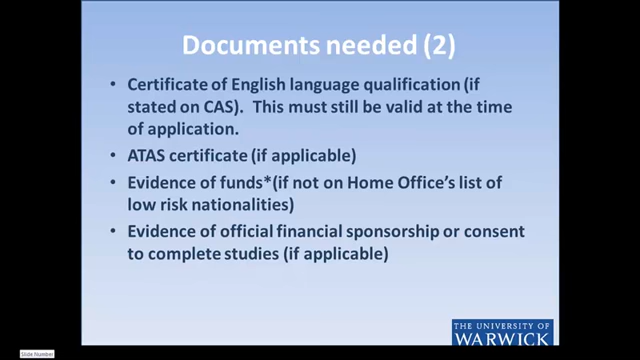 Documents needed (2)
• Certificate of English language qualification (if
stated on CAS).  This must still be valid at the time
of application.
• ATAS certificate (if applicable)
• Evidence of funds*(if not on Home Office's list of
low risk nationalities)
• Evidence of official financial sponsorship or consent
to complete studies (if applicable)
THE UNIVERSITY OF
WARWICK
Slide Number